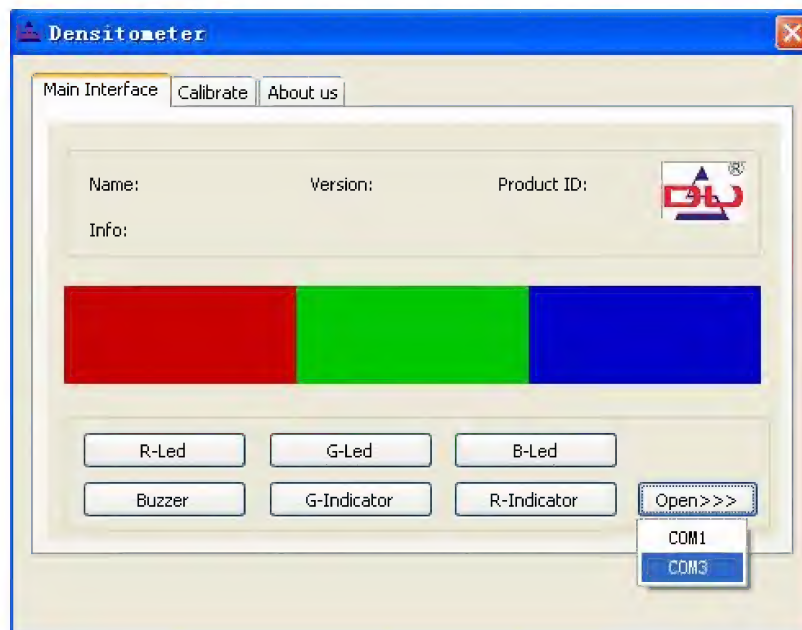 Densitometer
Main Interface Calibrate About us
Name: Version: Product ID:
DU ®
Info:
R-Led G-Led B-Led
Buzzer G-Indicator R-Indicator Open>>>
COM1
COM3